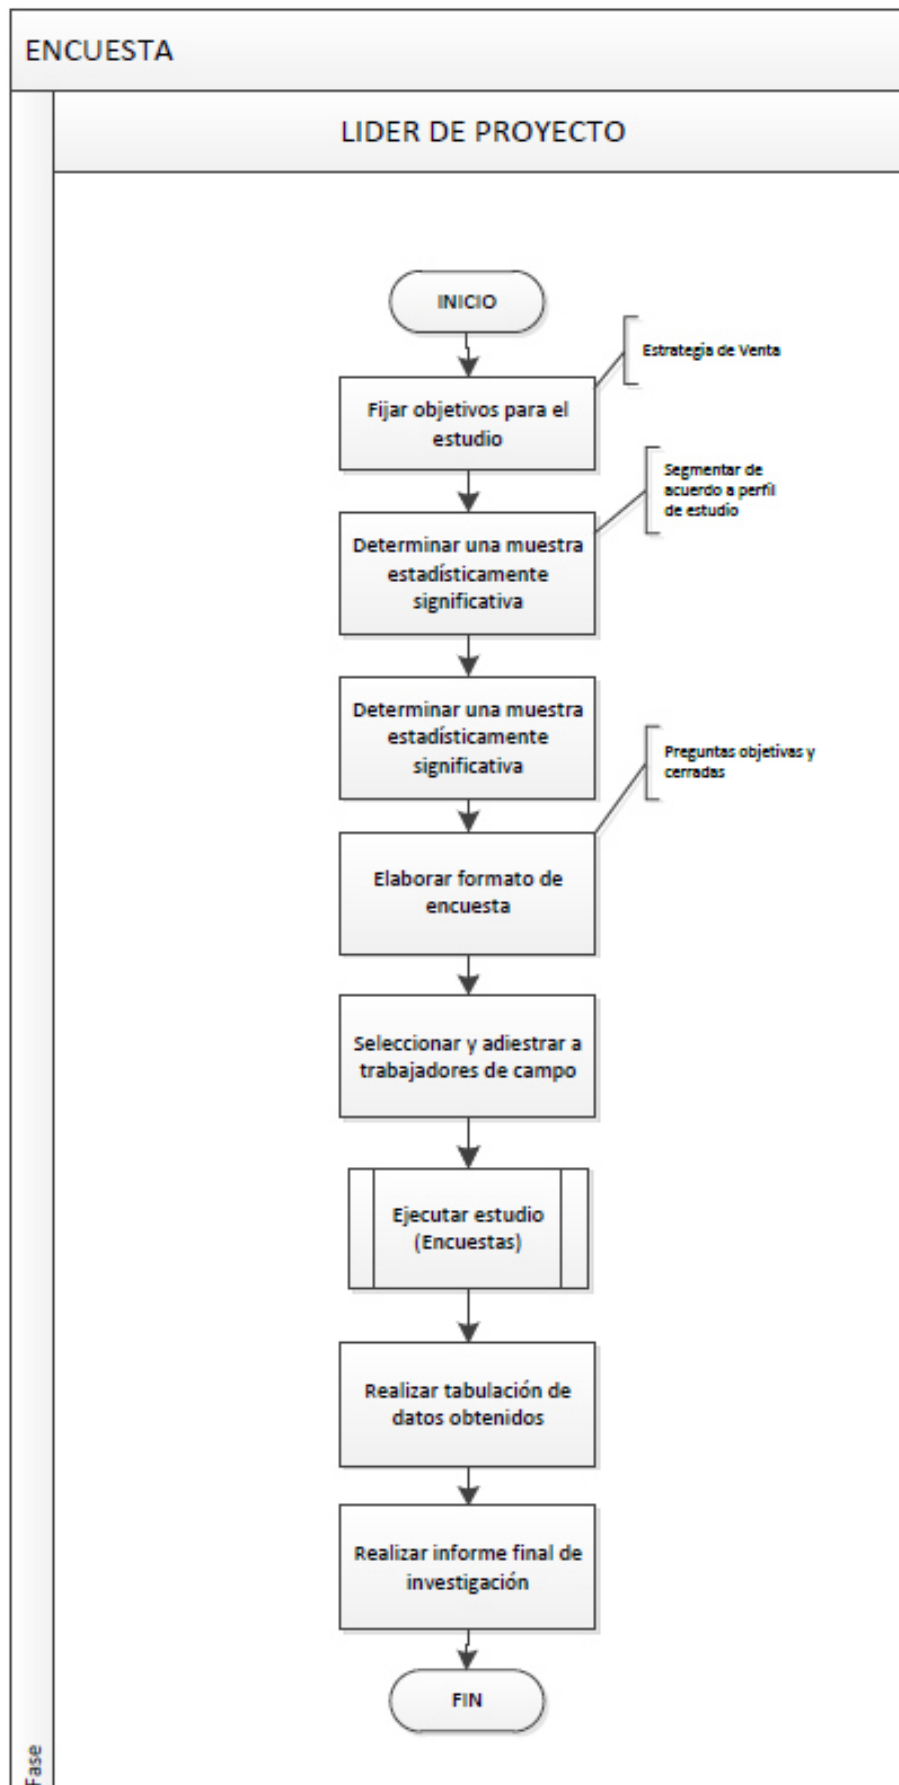 ENCUESTA
LIDER DE PROYECTO
INICIO
Estrategia de Venta
Fijar objetivos para el
estudio
Segmentar de
acuerdo a perfil
de estudio
Determinar una muestra
estadísticamente
significativa
Determinar una muestra
estadísticamente
significativa
Preguntas objetivas y
cerradas
Elaborar formato de
encuesta
Seleccionar y adiestrar a
trabajadores de campo
Ejecutar estudio
(Encuestas)
Realizar tabulación de
datos obtenidos
Realizar informe final de
investigación
FIN
Fase